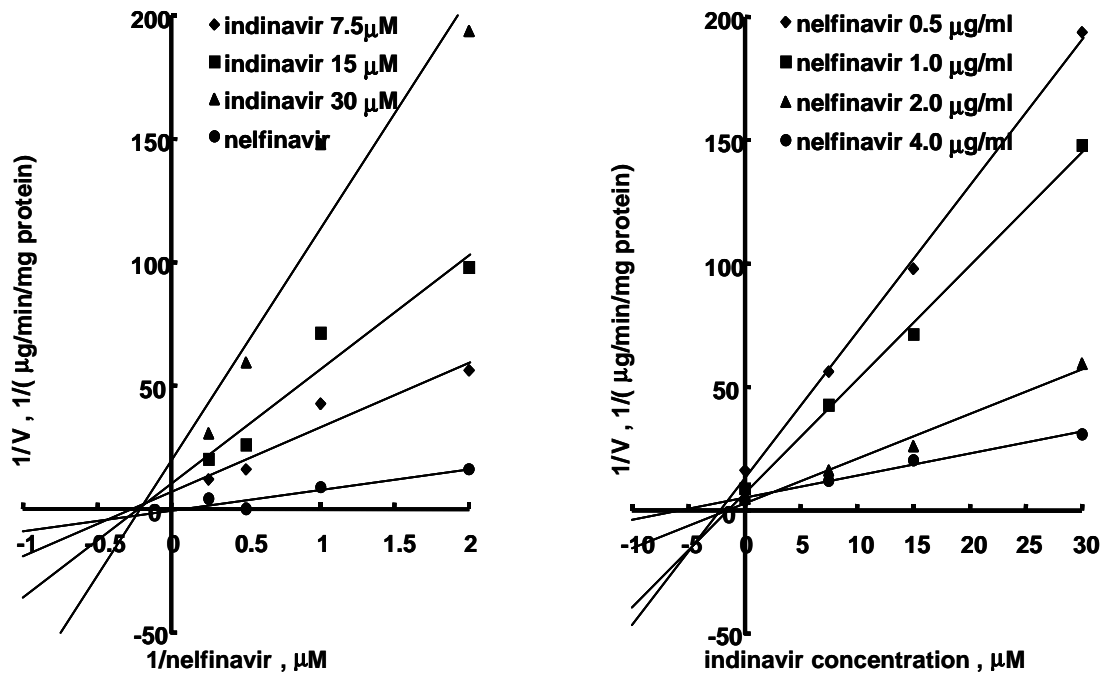 200
indinavir 7.5μM
indinavir 15 μM
indinavir 30 μM
nelfinavir
150
100
50
0
-50
-1
-0.5
0
0.5
1
1.5
2
1/V , 1/( μg/min/mg protein)
1/nelfinavir , μM
200
nelfinavir 0.5 μg/ml
nelfinavir 1.0 μg/ml
nelfinavir 2.0 μg/ml
nelfinavir 4.0 μg/ml
150
100
50
0
-50
-10
-5
0
5
10
15
20
25
30
1/V , 1/( μg/min/mg protein)
indinavir concentration , μM